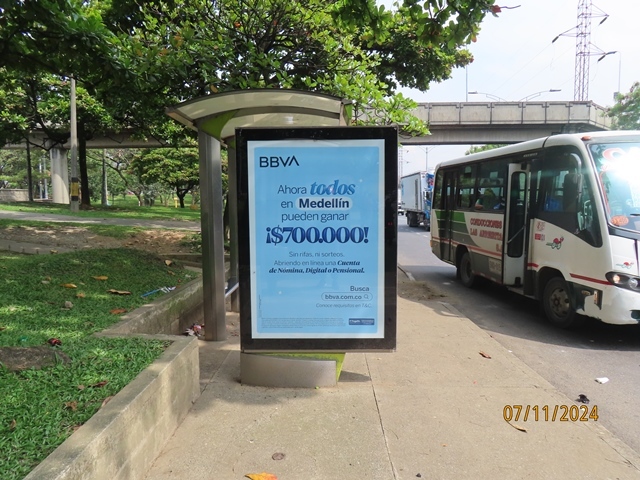 BBVA
Ahora todos
en Medellín
pueden ganar
¡$700.000!
Sin rifas, ni sorteos.
Abriendo en línea una Cuenta
de Nomina, Digital o Pensional.
Busca
bbva.com.co
CONDUCCIONES
07/11/2024